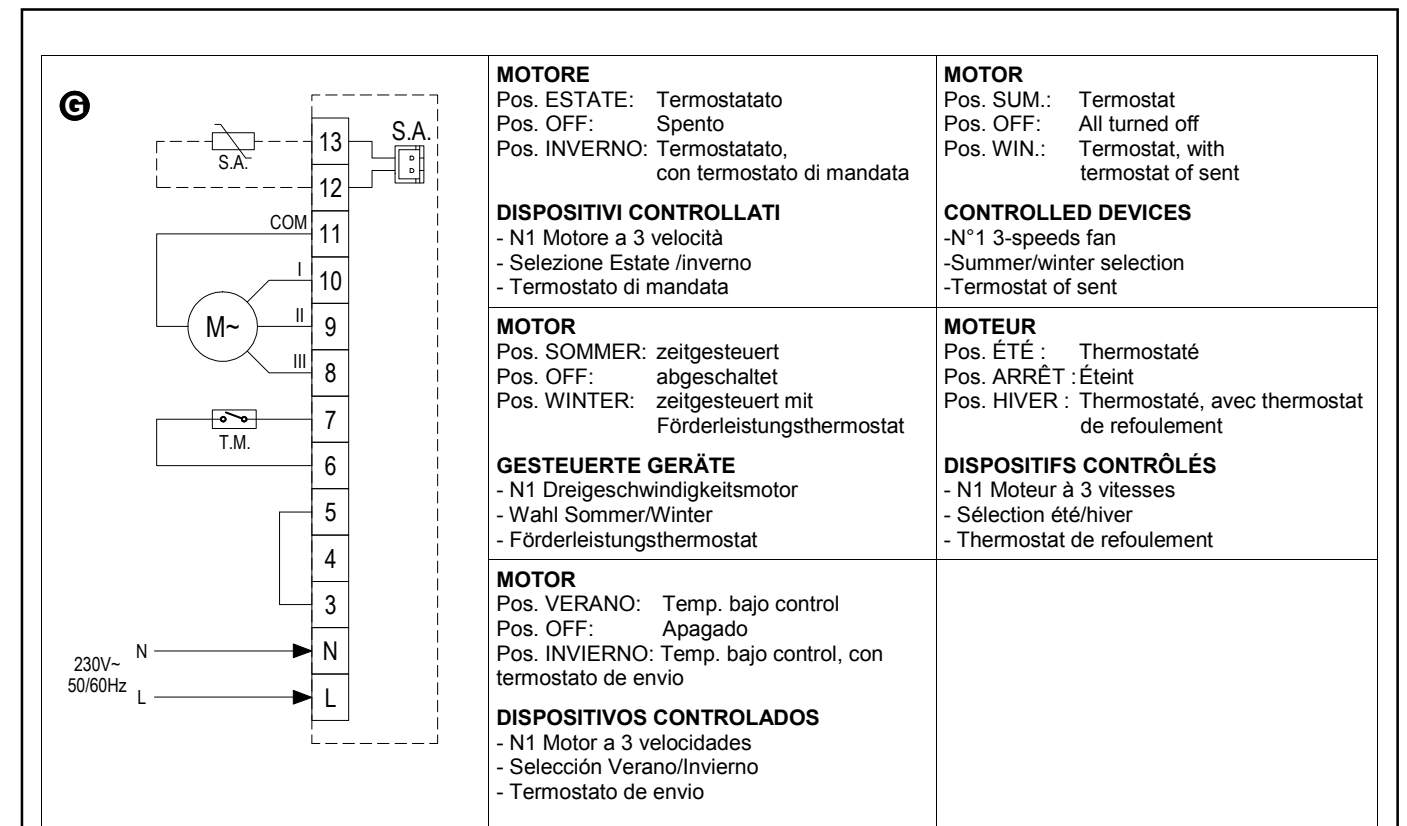 G
S.A.
S.A.
13
12
COM 11
I 10
M~
II 9
III 8
7
T.M.
6
5
4
3
230V~
50/60Hz
N N
L L
MOTORE
Pos. ESTATE: Termostatato
Pos. OFF: Spento
Pos. INVERNO: Termostatato,
con termostato di mandata
DISPOSITIVI CONTROLLATI
- N1 Motore a 3 velocità
- Selezione Estate /inverno
- Termostato di mandata
MOTOR
Pos. SUM.: Termostat
Pos. OFF: All turned off
Pos. WIN.: Termostat, with
termostat of sent
CONTROLLED DEVICES
-N°1 3-speeds fan
-Summer/winter selection
-Termostat of sent
MOTOR
Pos. SOMMER: zeitgesteuert
Pos. OFF: abgeschaltet
Pos. WINTER: zeitgesteuert mit
Förderleistungsthermostat
GESTEUERTE GERÄTE
- N1 Dreigeschwindigkeitsmotor
- Wahl Sommer/Winter
- Förderleistungsthermostat
MOTEUR
Pos. ÉTÉ : Thermostaté
Pos. ARRÊT : Éteint
Pos. HIVER : Thermostaté, avec thermostat
de refoulement
DISPOSITIFS CONTRÔLÉS
- N1 Moteur à 3 vitesses
- Sélection été/hiver
- Thermostat de refoulement
MOTOR
Pos. VERANO: Temp. bajo control
Pos. OFF: Apagado
Pos. INVIERNO: Temp. bajo control, con
termostato de envio
DISPOSITIVOS CONTROLADOS
- N1 Motor a 3 velocidades
- Selección Verano/Invierno
- Termostato de envio